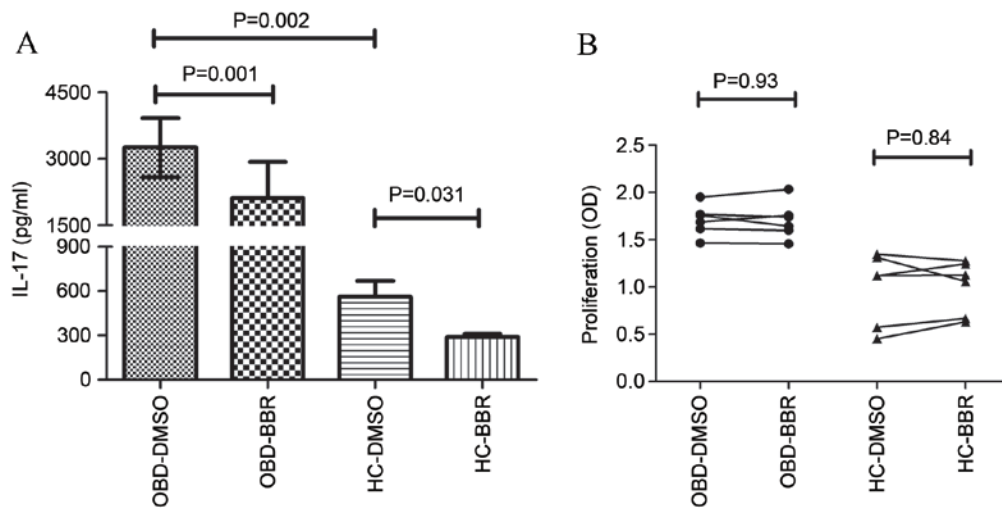 A
P=0.002
P=0.001
P=0.031
IL-17 (pg/ml)
4500
3000
1500
900
600
300
0
OBD-DMSO
OBD-BBR
HC-DMSO
HC-BBR
B
P=0.93
P=0.84
Proliferation (OD)
2.5
2.0
1.5
1.0
0.5
0.0
OBD-DMSO
OBD-BBR
HC-DMSO
HC-BBR